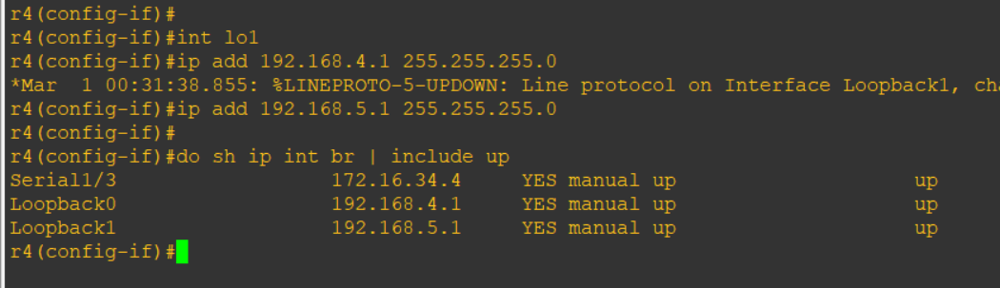 r4(config-if)#
r4(config-if)#int lo1
r4(config-if)#ip add 192.168.4.1 255.255.255.0
*Mar  1 00:31:38.855: %LINEPROTO-5-UPDOWN: Line protocol on Interface Loopback1, cha
r4(config-if)#ip add 192.168.5.1 255.255.255.0
r4(config-if)#
r4(config-if)#do sh ip int br | include up
Serial1/3                  172.16.34.4     YES manual up                    up
Loopback0                  192.168.4.1     YES manual up                    up
Loopback1                  192.168.5.1     YES manual up                    up
r4(config-if)#